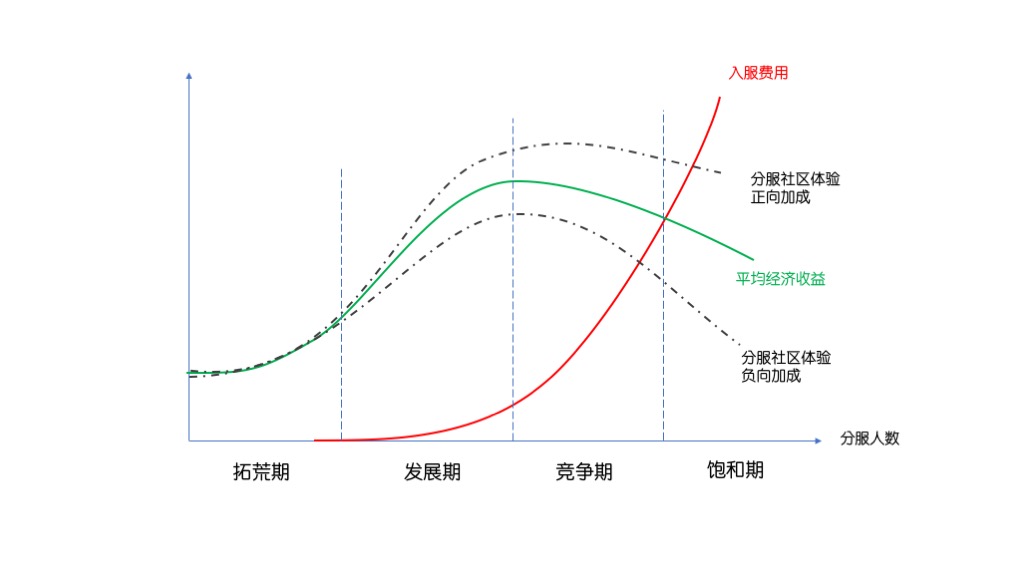 入服费用
分服社区体验
正向加成
平均经济收益
分服社区体验
负向加成
分服人数
拓荒期
发展期
竞争期
饱和期